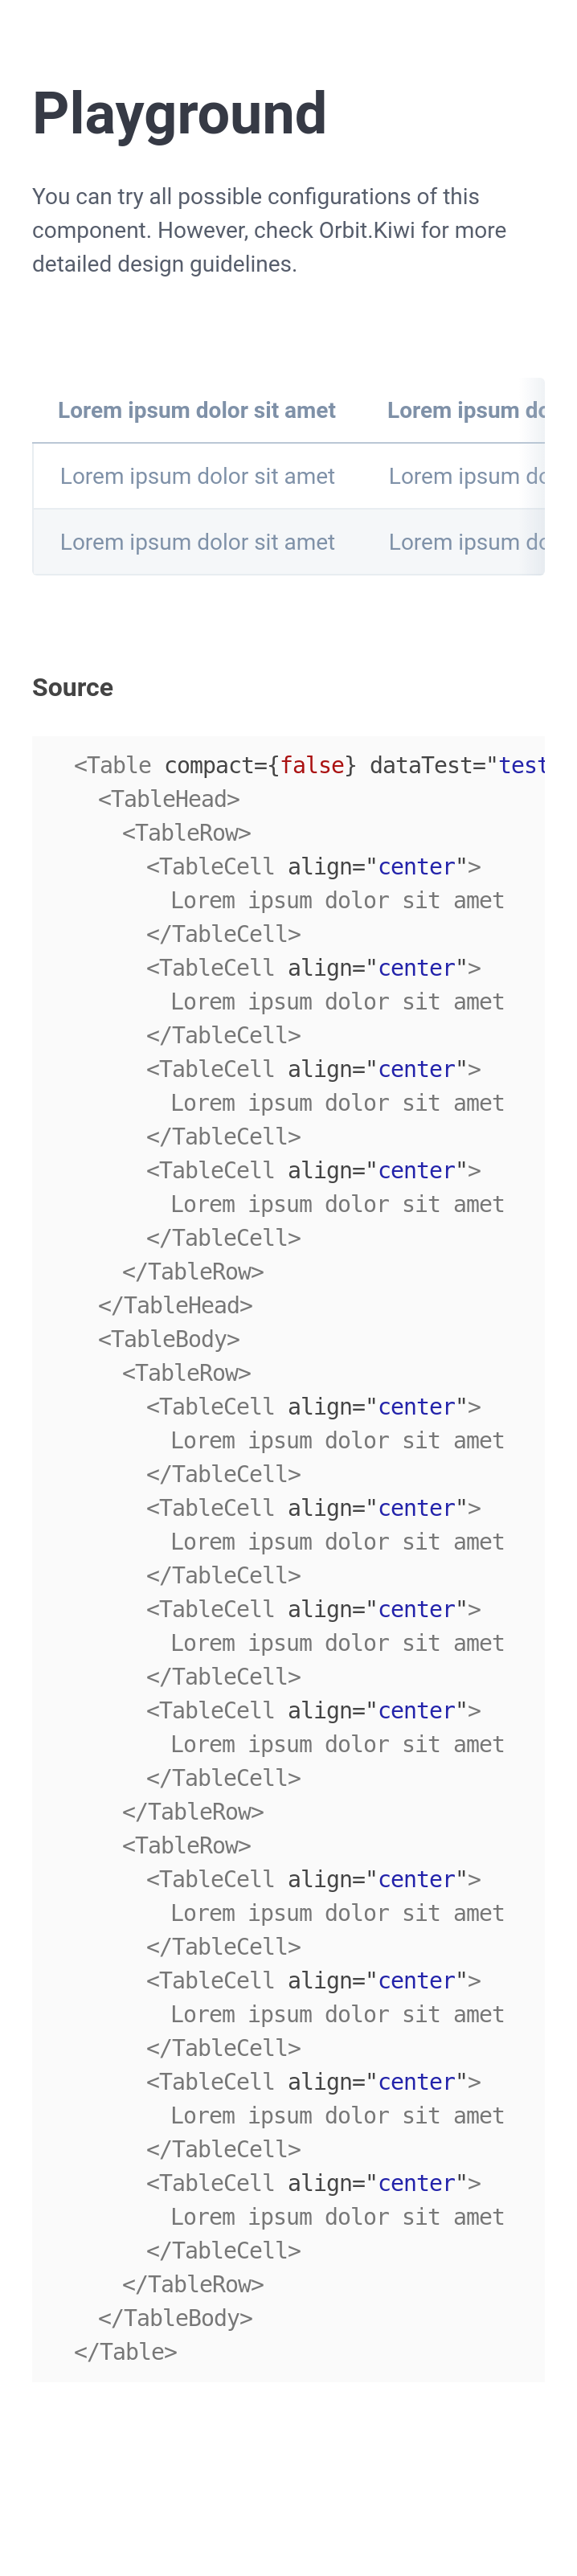 Playground
You can try all possible configurations of this
component. However, check Orbit.Kiwi for more
detailed design guidelines.
Lorem ipsum dolor sit amet Lorem ipsum do
Lorem ipsum dolor sit amet Lorem ipsum do
Lorem ipsum dolor sit amet Lorem ipsum do
Source
<Table compact={false} dataTest="test
<TableHead>
<TableRow>
<TableCell align="center">
Lorem ipsum dolor sit amet
</TableCell>
<TableCell align="center">
Lorem ipsum dolor sit amet
</TableCell>
<TableCell align="center">
Lorem ipsum dolor sit amet
</TableCell>
<TableCell align="center">
Lorem ipsum dolor sit amet
</TableCell>
</TableRow>
</TableHead>
<TableBody>
<TableRow>
<TableCell align="center">
Lorem ipsum dolor sit amet
</TableCell>
<TableCell align="center">
Lorem ipsum dolor sit amet
</TableCell>
<TableCell align="center">
Lorem ipsum dolor sit amet
</TableCell>
<TableCell align="center">
Lorem ipsum dolor sit amet
</TableCell>
</TableRow>
<TableRow>
<TableCell align="center">
Lorem ipsum dolor sit amet
</TableCell>
<TableCell align="center">
Lorem ipsum dolor sit amet
</TableCell>
<TableCell align="center">
Lorem ipsum dolor sit amet
</TableCell>
<TableCell align="center">
Lorem ipsum dolor sit amet
</TableCell>
</TableRow>
</TableBody>
</Table>